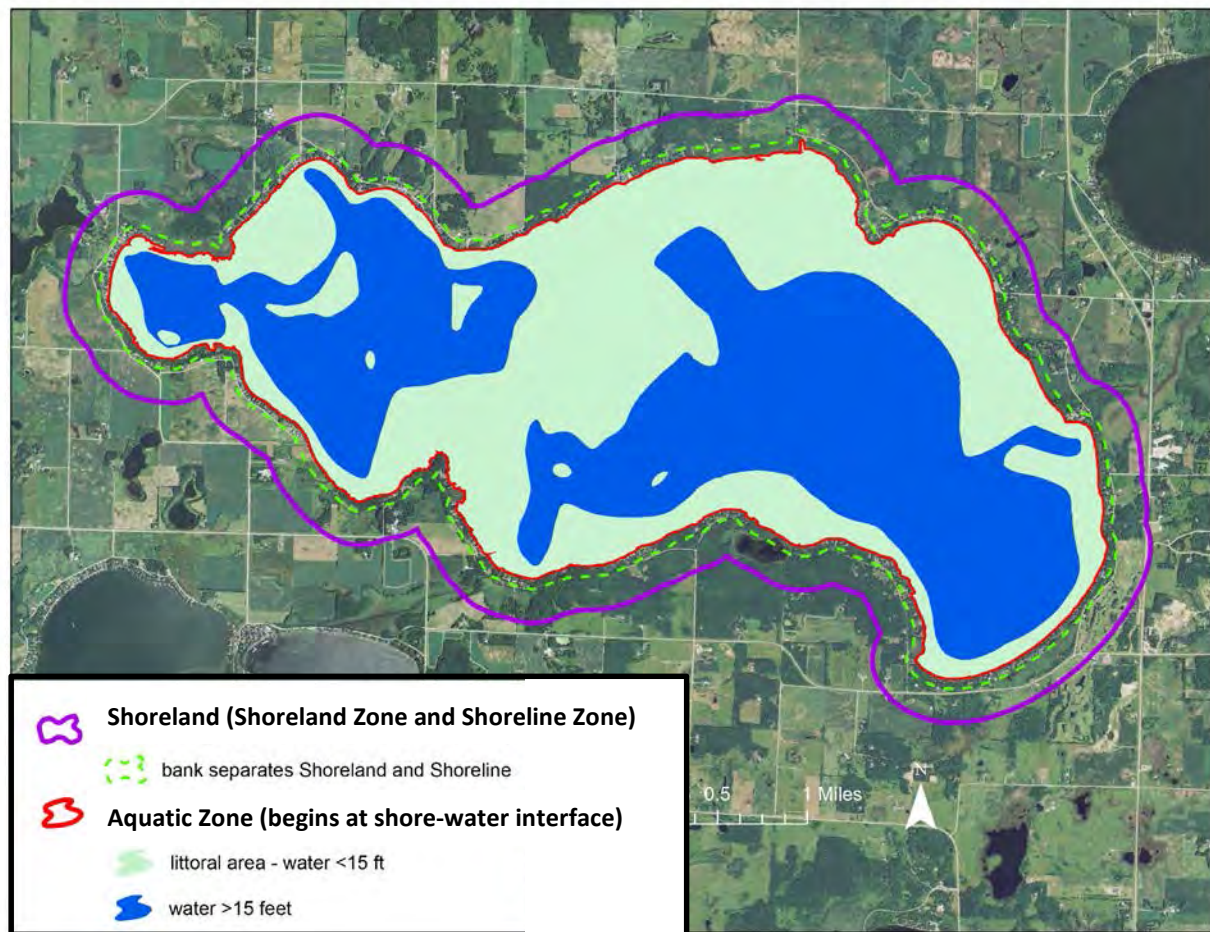 N
0.5 1 Miles
Shoreland (Shoreland Zone and Shoreline Zone)
bank separates Shoreland and Shoreline
Aquatic Zone (begins at shore-water interface)
littoral area - water <15 ft
water >15 feet